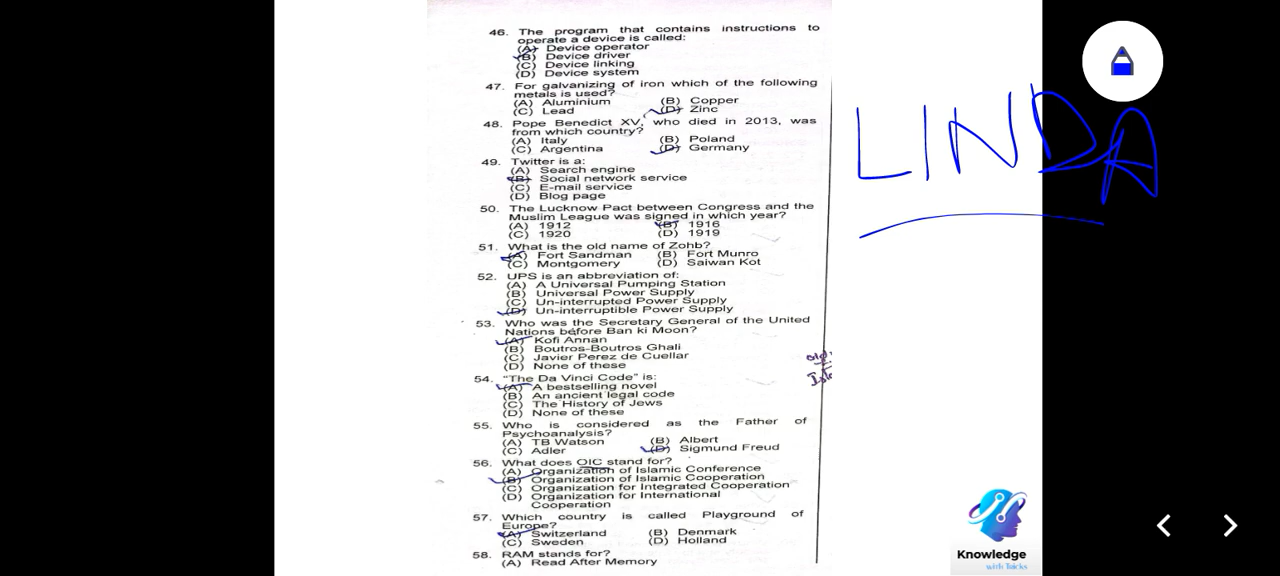 46. The program that contains instructions to
operate a device is called:
(A) Device operator
(B) Device driver
(C) Device linking
(D) Device system
47. For galvanizing of iron which of the following
metals is used?
(A) Aluminium (B) Copper
(C) Lead (D) Zinc
48. Pope Benedict XV, who died in 2013, was
from which country?
(A) Italy (B) Poland
(C) Argentina (D) Germany
49. Twitter is a:
(A) Search engine
(B) Social network service
(C) E-mail service
(D) Blog page
50. The Lucknow Pact between Congress and the
Muslim League was signed in which year?
(A) 1912 (B) 1916
(C) 1920 (D) 1919
51. What is the old name of Zohb?
(A) Fort Sandman (B) Fort Munro
(C) Montgomery (D) Saiwan Kot
52. UPS is an abbreviation of:
(A) A Universal Pumping Station
(B) Universal Power Supply
(C) Un-interrupted Power Supply
(D) Un-interruptible Power Supply
53. Who was the Secretary General of the United
Nations before Ban ki Moon?
(A) Kofi Annan
(B) Boutros-Boutros Ghali
(C) Javier Perez de Cuellar
(D) None of these
54. "The Da Vinci Code" is:
(A) A bestselling novel
(B) An ancient legal code
(C) The History of Jews
(D) None of these
55. Who is considered as the Father of
Psychoanalysis?
(A) TB Watson (B) Albert
(C) Adler (D) Sigmund Freud
56. What does OIC stand for?
(A) Organization of Islamic Conference
(B) Organization of Islamic Cooperation
(C) Organization for Integrated Cooperation
(D) Organization for International
Cooperation
57. Which country is called Playground of
Europe?
(A) Switzerland (B) Denmark
(C) Sweden (D) Holland
58. RAM stands for?
(A) Read After Memory
LINDA
Knowledge
with Tricks